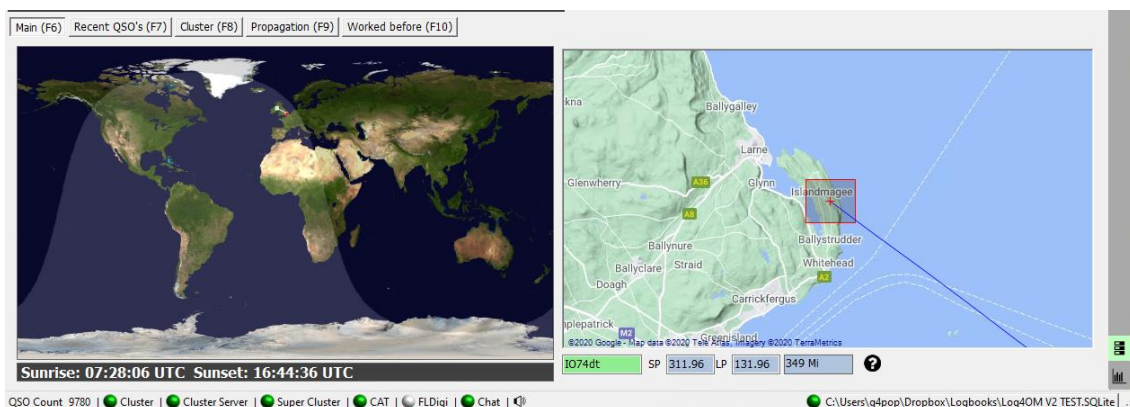 Main (F6) Recent QSO's (F7) Cluster (F8) Propagation (F9) Worked before (F10)
kna
Ballygalley
Larne
Glenwherry
A36
Glynn
Islandmagee
A8
Ballynure
Ballystrudder
Ballyclare
Straid
Whitehead
Doagh
A2
Carrickfergus
mplepatrick
M2
Greenisland
©2020 Google - Map data ©2020 Tele Atlas, Imagery ©2020 TerraMetrics
IO74dt SP 311.96 LP 131.96 349 Mi ?
Sunrise: 07:28:06 UTC Sunset: 16:44:36 UTC
QSO Count 9780 | Cluster | Cluster Server | Super Cluster | CAT | FLDigi | Chat | C:\Users\g4pop\Dropbox\Logbooks\Log4OM V2 TEST.SQLite